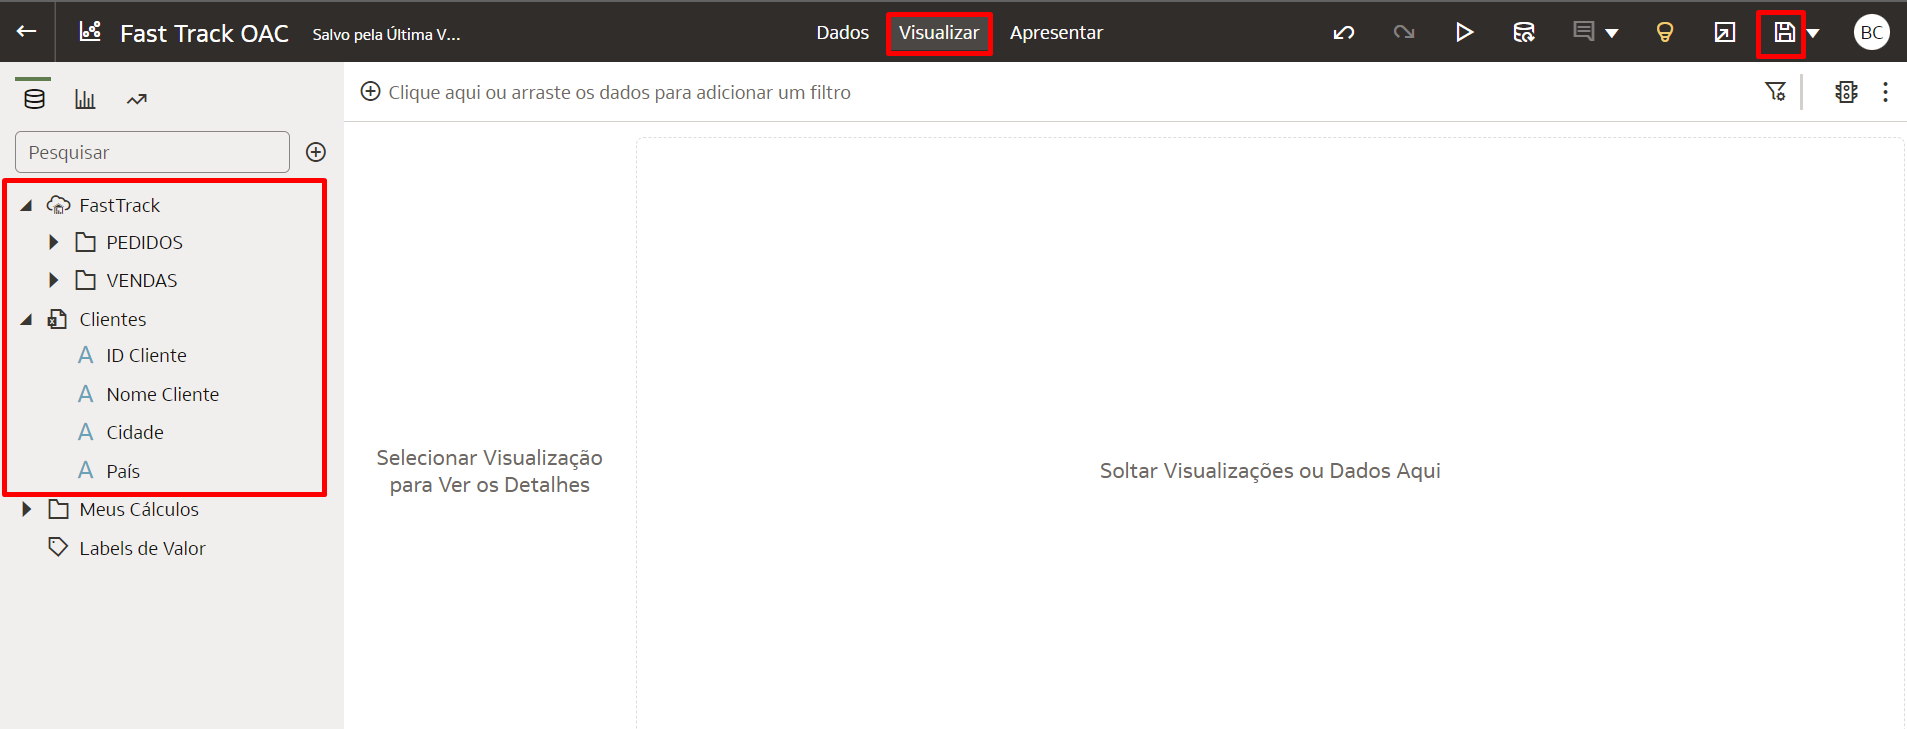 Fast Track OAC
Salvo pela Última V...
Dados
Visualizar
Apresentar
BC
Pesquisar
Clique aqui ou arraste os dados para adicionar um filtro
FastTrack
PEDIDOS
VENDAS
Clientes
A ID Cliente
A Nome Cliente
A Cidade
A País
Meus Cálculos
Labels de Valor
Selecionar Visualização
para Ver os Detalhes
Soltar Visualizações ou Dados Aqui